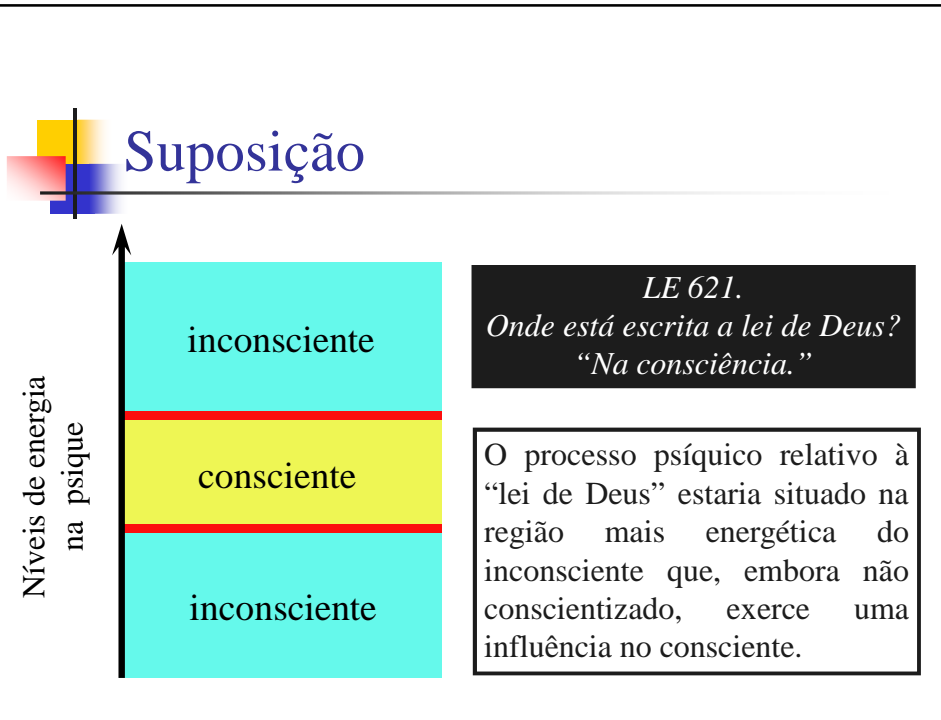 Suposição
Níveis de energia
na psique
inconsciente
consciente
inconsciente
LE 621.
Onde está escrita a lei de Deus?
“Na consciência.”
O processo psíquico relativo à
“lei de Deus” estaria situado na
região mais energética do
inconsciente que, embora não
conscientizado, exerce uma
influência no consciente.